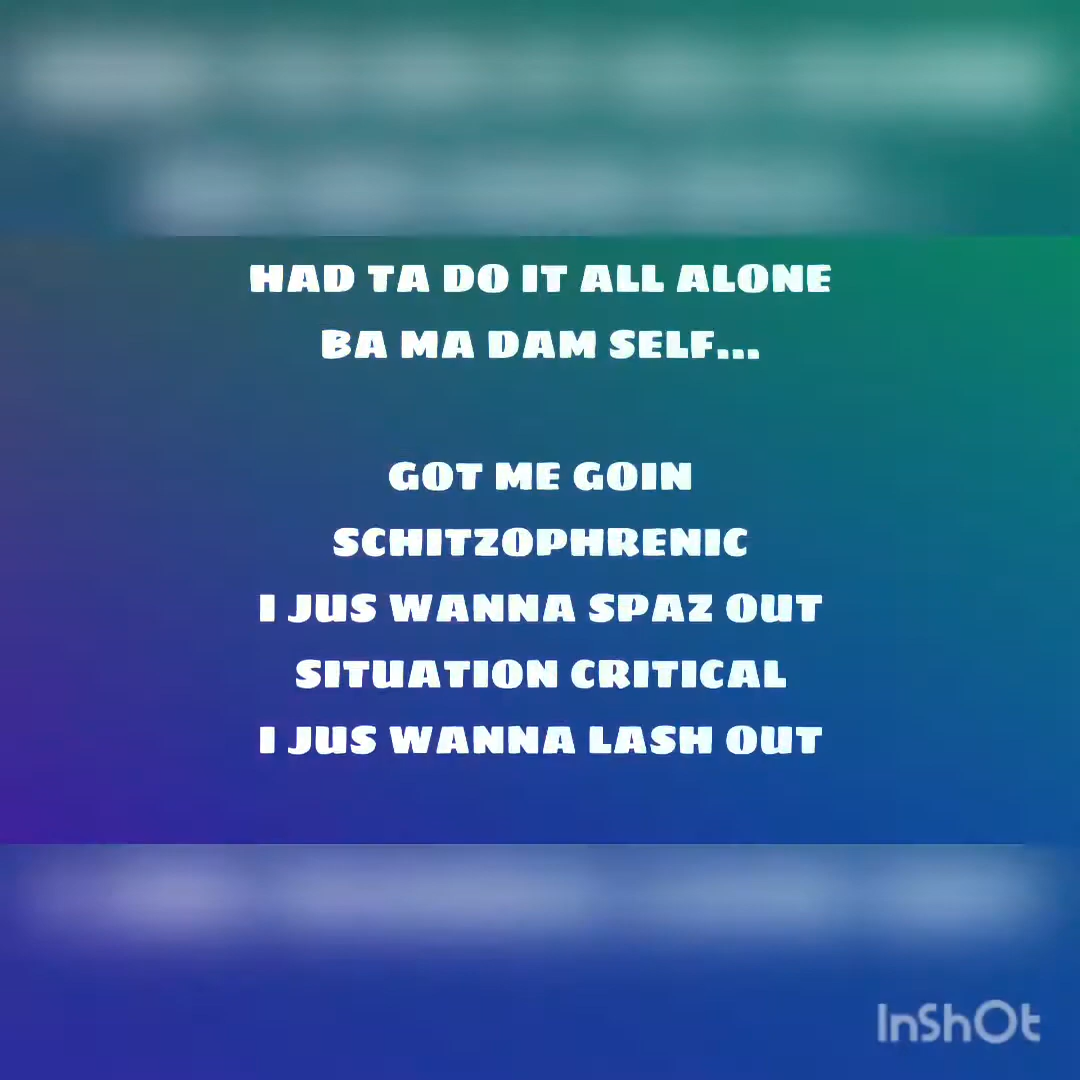 HAD TA DO IT ALL ALONE
BA MA DAM SELF...
GOT ME GOIN
SCHITZOPHRENIC
I JUS WANNA SPAZ OUT
SITUATION CRITICAL
I JUS WANNA LASH OUT
InShOt